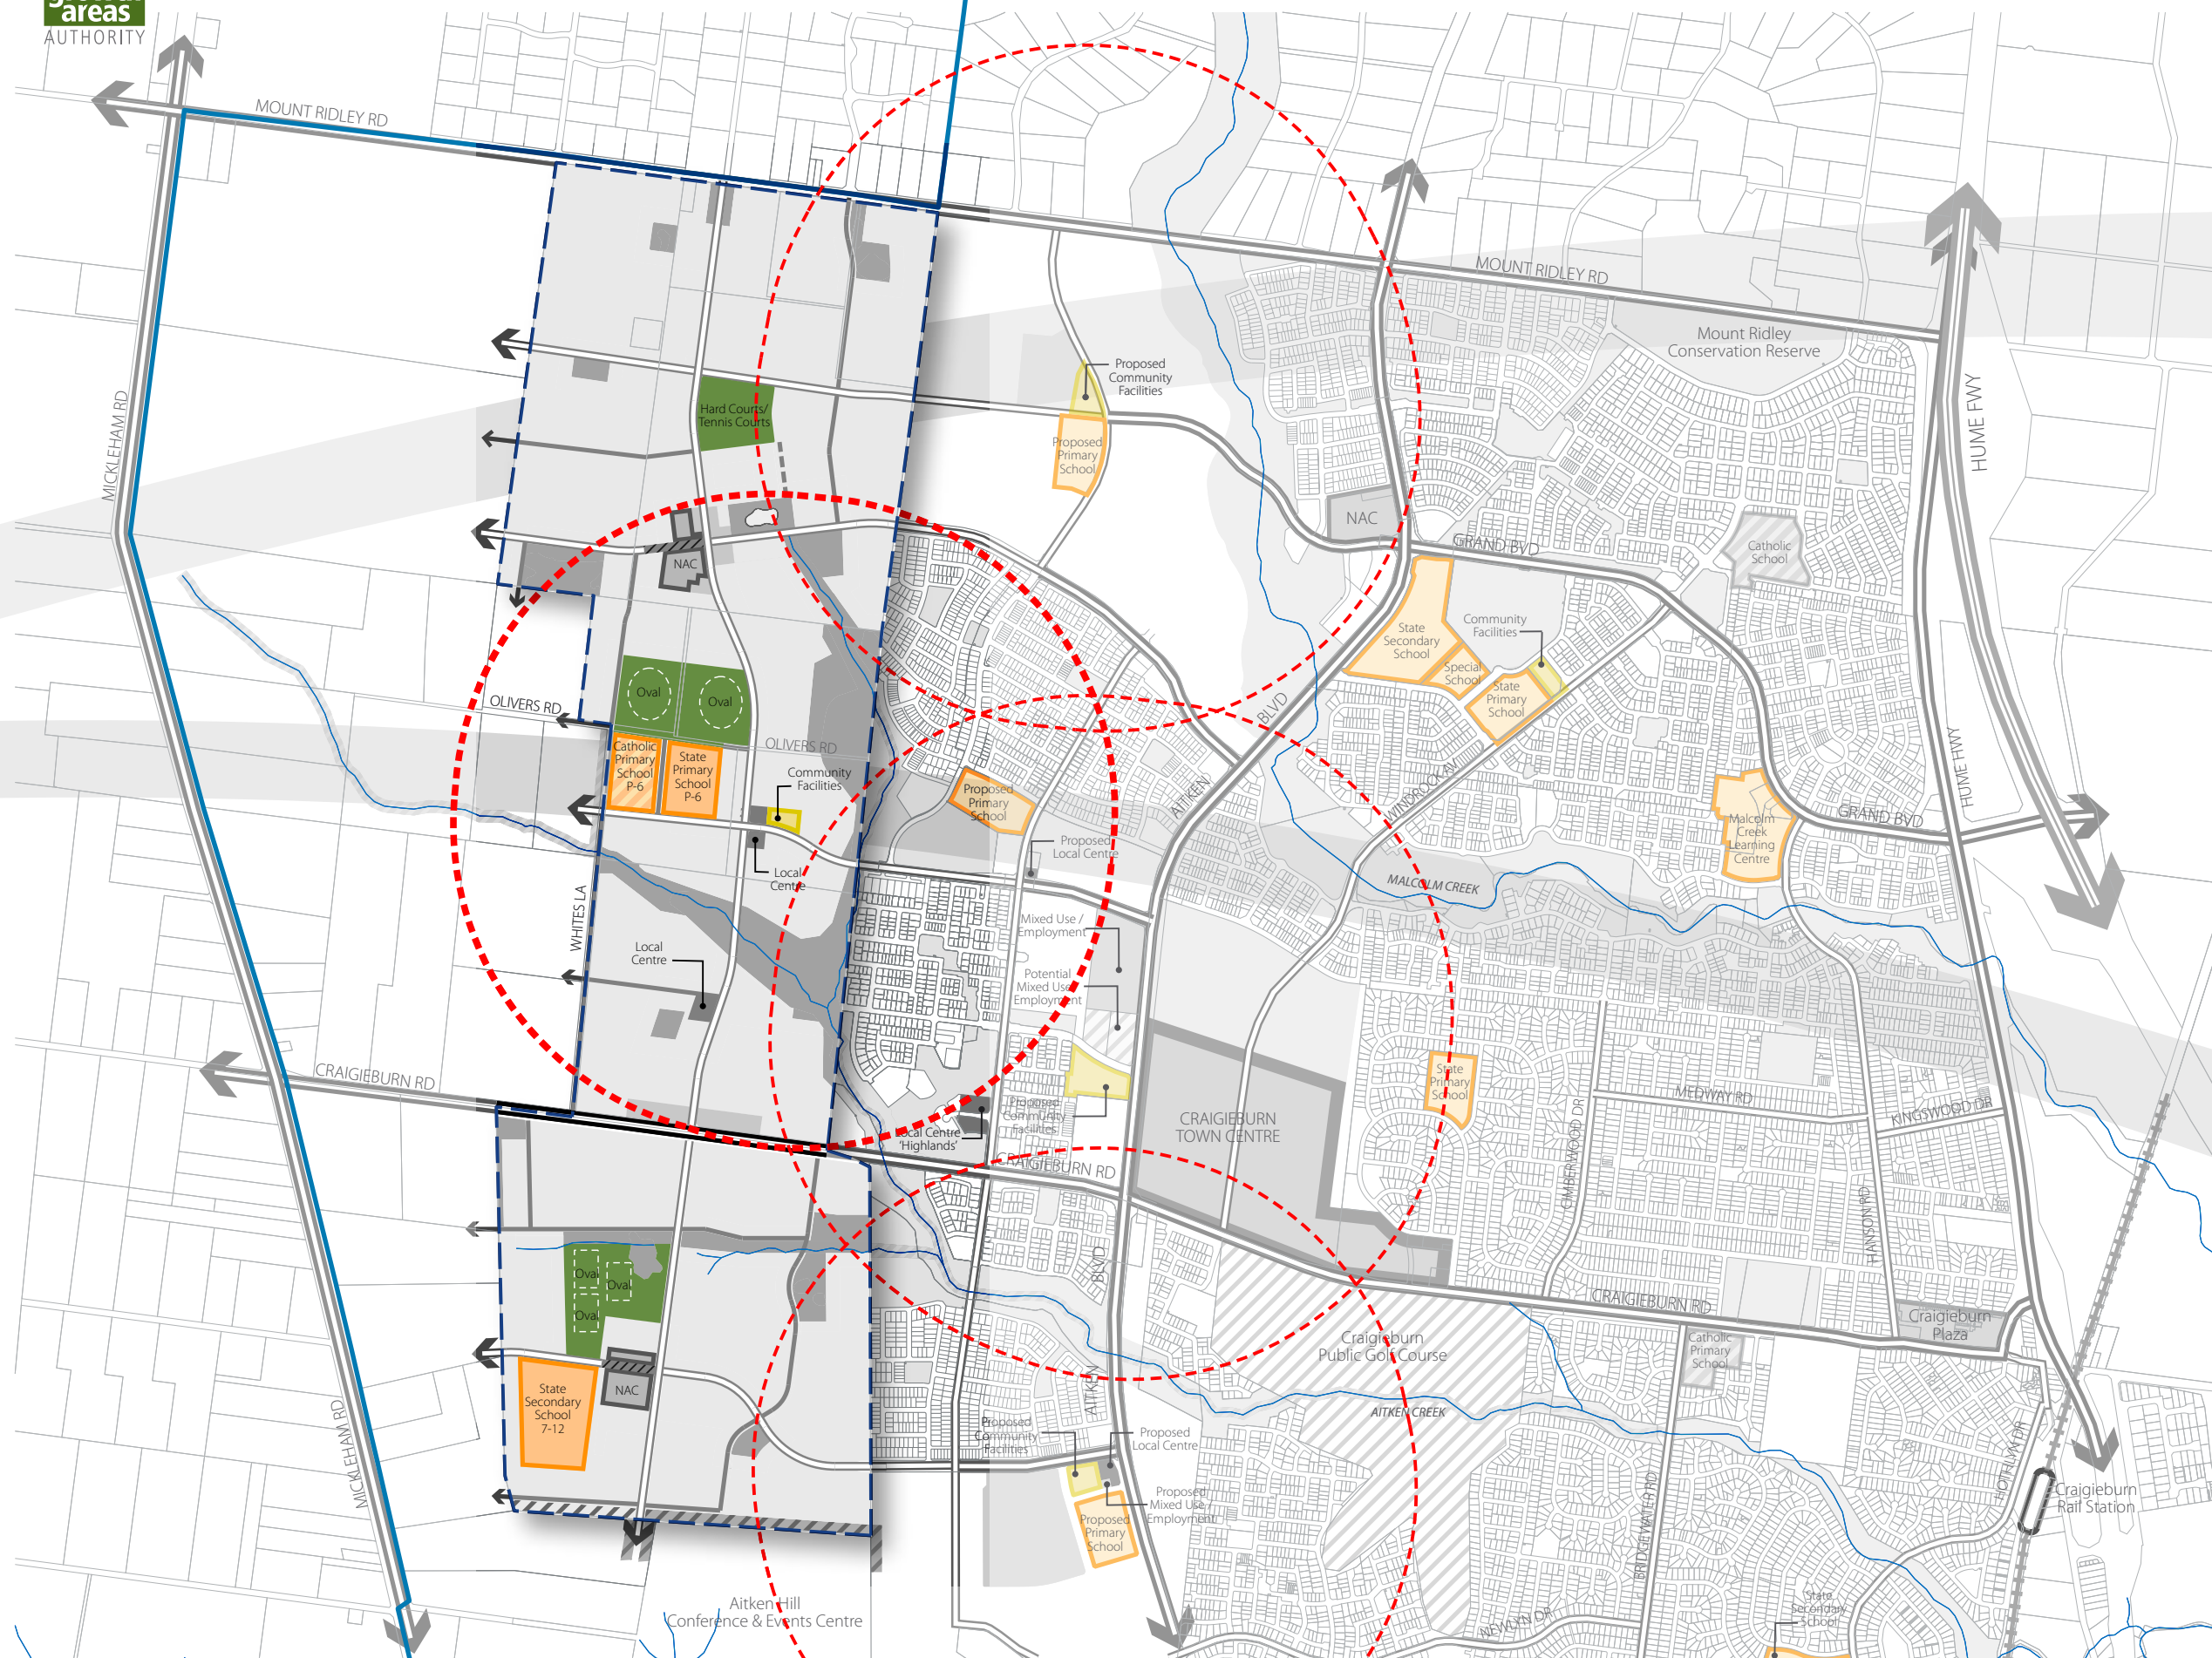 areas
AUTHORITY
MOUNT RIDLEY RD
MOUNT RIDLEY RD
Mount Ridley
Conservation Reserve
HUME FWY
MICKLEHAM RD
Proposed
Community
Facilities
Hard Courts/
Tennis Courts
Proposed
Primary
School
NAC
GRAND BVD
Catholic
School
NAC
State
Secondary
School
Community
Facilities
Special
School
State
Primary
School
Oval
Oval
OLIVERS RD
OLIVERS RD
BLVD
AITKEN
WINDROCK AV
HUME HWY
Catholic
Primary
School
P-6
State
Primary
School
P-6
Community
Facilities
Proposed
Primary
School
Proposed
Local Centre
GRAND BVD
Malcolm
Creek
Learning
Centre
Local
Centre
MALCOLM CREEK
WHITES LA
Mixed Use /
Employment
Local
Centre
Potential
Mixed Use/
Employment
CRAIGIEBURN RD
State
Primary
School
MEDWAY RD
KINGSWOOD DR
Proposed
Community
Facilities
Local Centre
'Highlands'
CRAIGIEBURN
TOWN CENTRE
CIMBERWOOD DR
HANSON RD
CRAIGIEBURN RD
BLVD
Oval
Oval
Oval
CRAIGIEBURN RD
Craigieburn
Plaza
Craigieburn
Public Golf Course
Catholic
Primary
School
NAC
State
Secondary
School
7-12
AITKEN
AITKEN CREEK
MICKLEHAM RD
Proposed
Community
Facilities
Proposed
Local Centre
BRIDGEWATER RD
HOTHLYN DR
Proposed
Mixed Use /
Employment
Proposed
Primary
School
Craigieburn
Rail Station
Aitken Hill
Conference & Events Centre
NEWLYN DR
State
Secondary
School